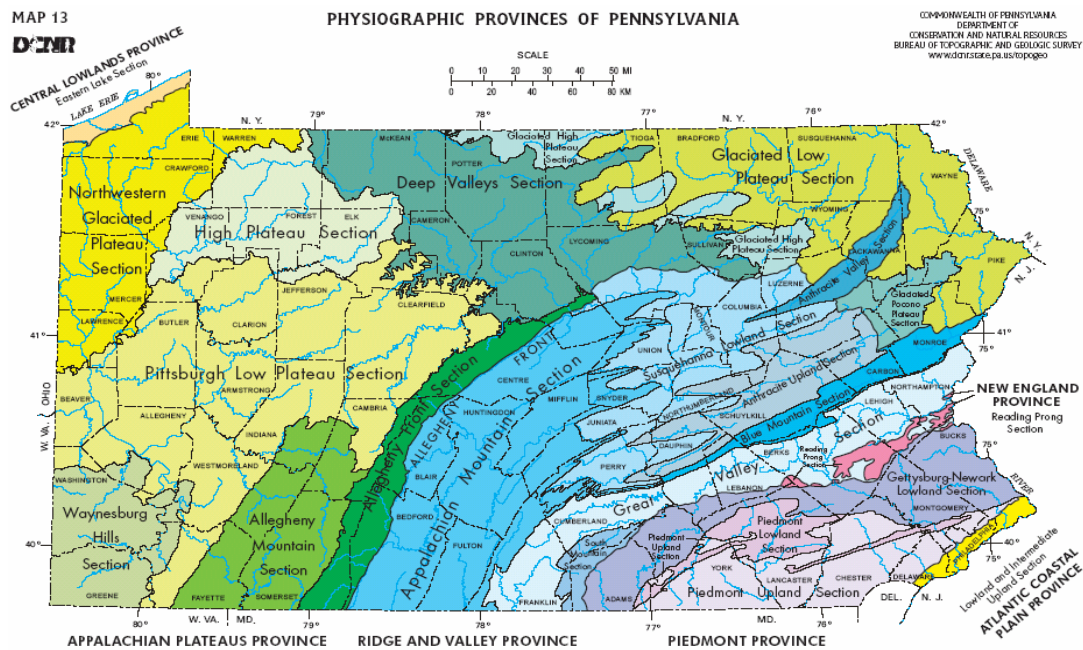 MAP 13
DCNR
PHYSIOGRAPHIC PROVINCES OF PENNSYLVANIA
COMMONWEALTH OF PENNSYLVANIA
DEPARTMENT OF
CONSERVATION AND NATURAL RESOURCES
BUREAU OF TOPOGRAPHIC AND GEOLOGIC SURVEY
www.dcnr.state.pa.us/topogeo
SCALE
0 10 20 30 40 50 MI
0 20 40 60 80 KM
CENTRAL LOWLANDS PROVINCE
Eastern Lake Section
LAKE ERIE
80°
42°
N. Y.
79°
78°
77°
N. Y.
76°
42°
ERIE
WARREN
McKEAN
POTTER
TIOGA
BRADFORD
SUSQUEHANNA
WAYNE
DELAWARE
CRAWFORD
Northwestern
Glaciated
Plateau
Section
VENANGO
FOREST
ELK
High Plateau Section
Deep Valleys Section
CAMERON
CLINTON
LYCOMING
SULLIVAN
Glaciated High
Plateau
Section
Glaciated Low
Plateau Section
WYOMING
LACKAWANNA
Glaciated High
Plateau Section
75°
N. Y.
N. J.
PIKE
MERCER
LAWRENCE
BUTLER
CLARION
JEFFERSON
CLEARFIELD
LUZERNE
COLUMBIA
MONTOUR
Anthracite Valley Section
Glaciated
Pocono
Plateau
Section
MONROE
41°
41°
75°
Pittsburgh Low Plateau Section
ARMSTRONG
BEAVER
ALLEGHENY
INDIANA
CAMBRIA
WESTMORELAND
OHIO
W. VA.
Allegheny Front Section
ALLEGHENY FRONT
CENTRE
UNION
SNYDER
MIFFLIN
HUNTINGDON
JUNIATA
BLAIR
PERRY
Appalachian Mountain Section
Susquehanna Lowland Section
NORTHUMBERLAND
Anthracite Upland Section
SCHUYLKILL
DAUPHIN
Blue Mountain Section
CARBON
NORTHAMPTON
LEHIGH
BERKS
LEBANON
Great Valley Section
Reading
Prong
Section
NEW ENGLAND
PROVINCE
Reading Prong
Section
BUCKS
75°
RIVER
Gettysburg-Newark
Lowland Section
MONTGOMERY
WASHINGTON
Waynesburg
Hills
Section
GREENE
Allegheny
Mountain
Section
FAYETTE
SOMERSET
BEDFORD
FULTON
FRANKLIN
CUMBERLAND
South
Mountain
Section
ADAMS
Piedmont
Upland
Section
Piedmont
Lowland
Section
YORK
LANCASTER
CHESTER
Piedmont Upland Section
DELAWARE
PHILADELPHIA
40°
40°
75°
Lowland and Intermediate
Upland Section
ATLANTIC COASTAL
PLAIN PROVINCE
80°
W. VA.
MD.
79°
78°
77°
MD.
76°
DEL.
N. J.
APPALACHIAN PLATEAUS PROVINCE
RIDGE AND VALLEY PROVINCE
PIEDMONT PROVINCE